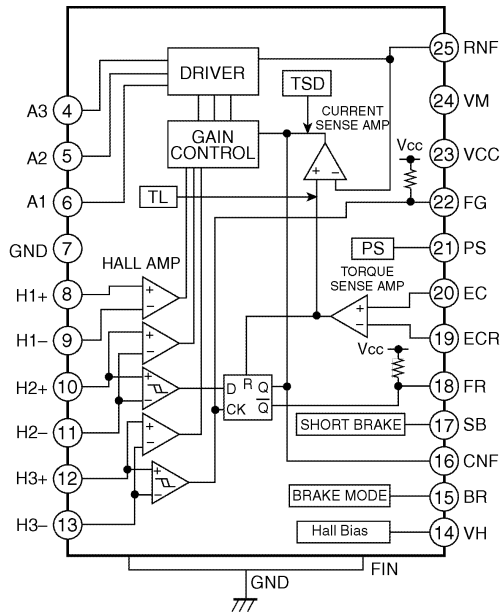 DRIVER
TSD
CURRENT
SENSE AMP
GAIN
CONTROL
TL
Vcc
PS
HALL AMP
TORQUE
SENSE AMP
Vcc
D R Q
CK Q
SHORT BRAKE
BRAKE MODE
Hall Bias
+ −
+
−
+
−
+
−
+
−
+
−
+
−
A3 4
A2 5
A1 6
GND 7
H1+ 8
H1− 9
H2+ 10
H2− 11
H3+ 12
H3− 13
25 RNF
24 VM
23 VCC
22 FG
21 PS
20 EC
19 ECR
18 FR
17 SB
16 CNF
15 BR
14 VH
FIN
GND